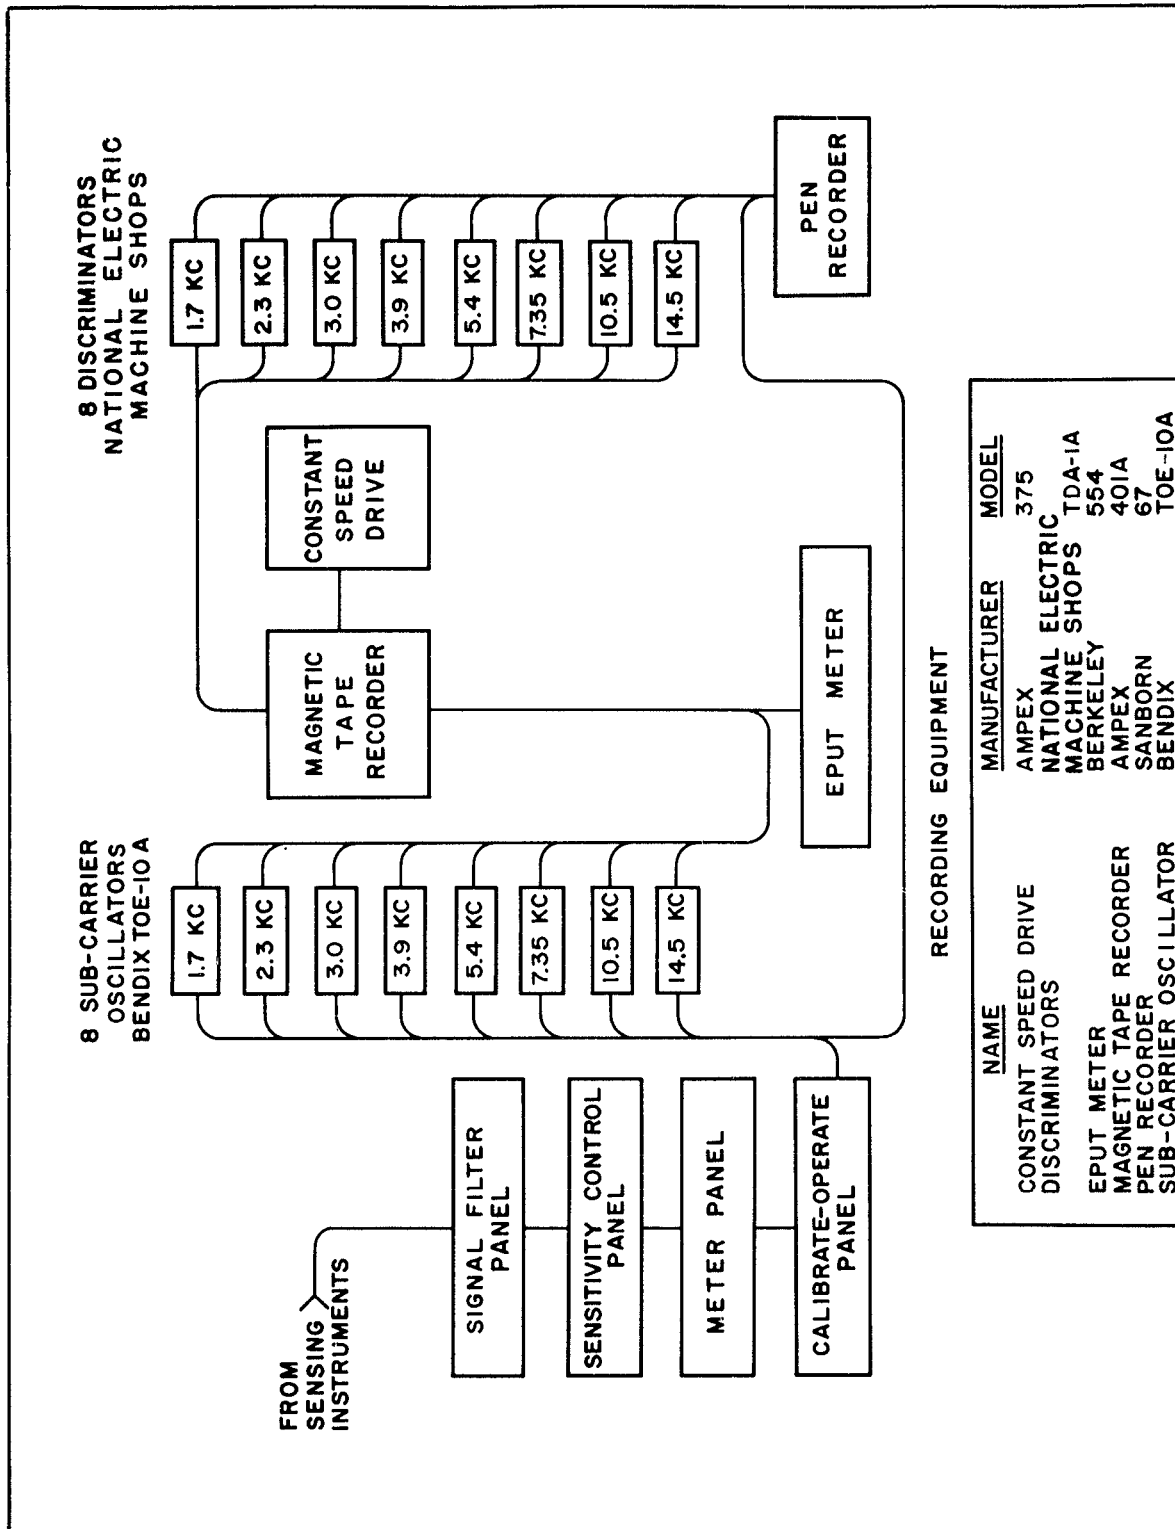 8 SUB-CARRIER
OSCILLATORS
BENDIX TOE-10A
8 DISCRIMINATORS
NATIONAL ELECTRIC
MACHINE SHOPS
FROM
SENSING
INSTRUMENTS
SIGNAL FILTER
PANEL
SENSITIVITY CONTROL
PANEL
METER PANEL
CALIBRATE-OPERATE
PANEL
1.7 KC
2.3 KC
3.0 KC
3.9 KC
5.4 KC
7.35 KC
10.5 KC
14.5 KC
MAGNETIC
TAPE
RECORDER
CONSTANT
SPEED
DRIVE
EPUT METER
1.7 KC
2.3 KC
3.0 KC
3.9 KC
5.4 KC
7.35 KC
10.5 KC
14.5 KC
PEN
RECORDER
RECORDING EQUIPMENT
NAME MANUFACTURER MODEL
CONSTANT SPEED DRIVE AMPEX 375
DISCRIMINATORS NATIONAL ELECTRIC
MACHINE SHOPS TDA-1A
EPUT METER BERKELEY 554
MAGNETIC TAPE RECORDER AMPEX 401A
PEN RECORDER SANBORN 67
SUB-CARRIER OSCILLATOR BENDIX TOE-10A